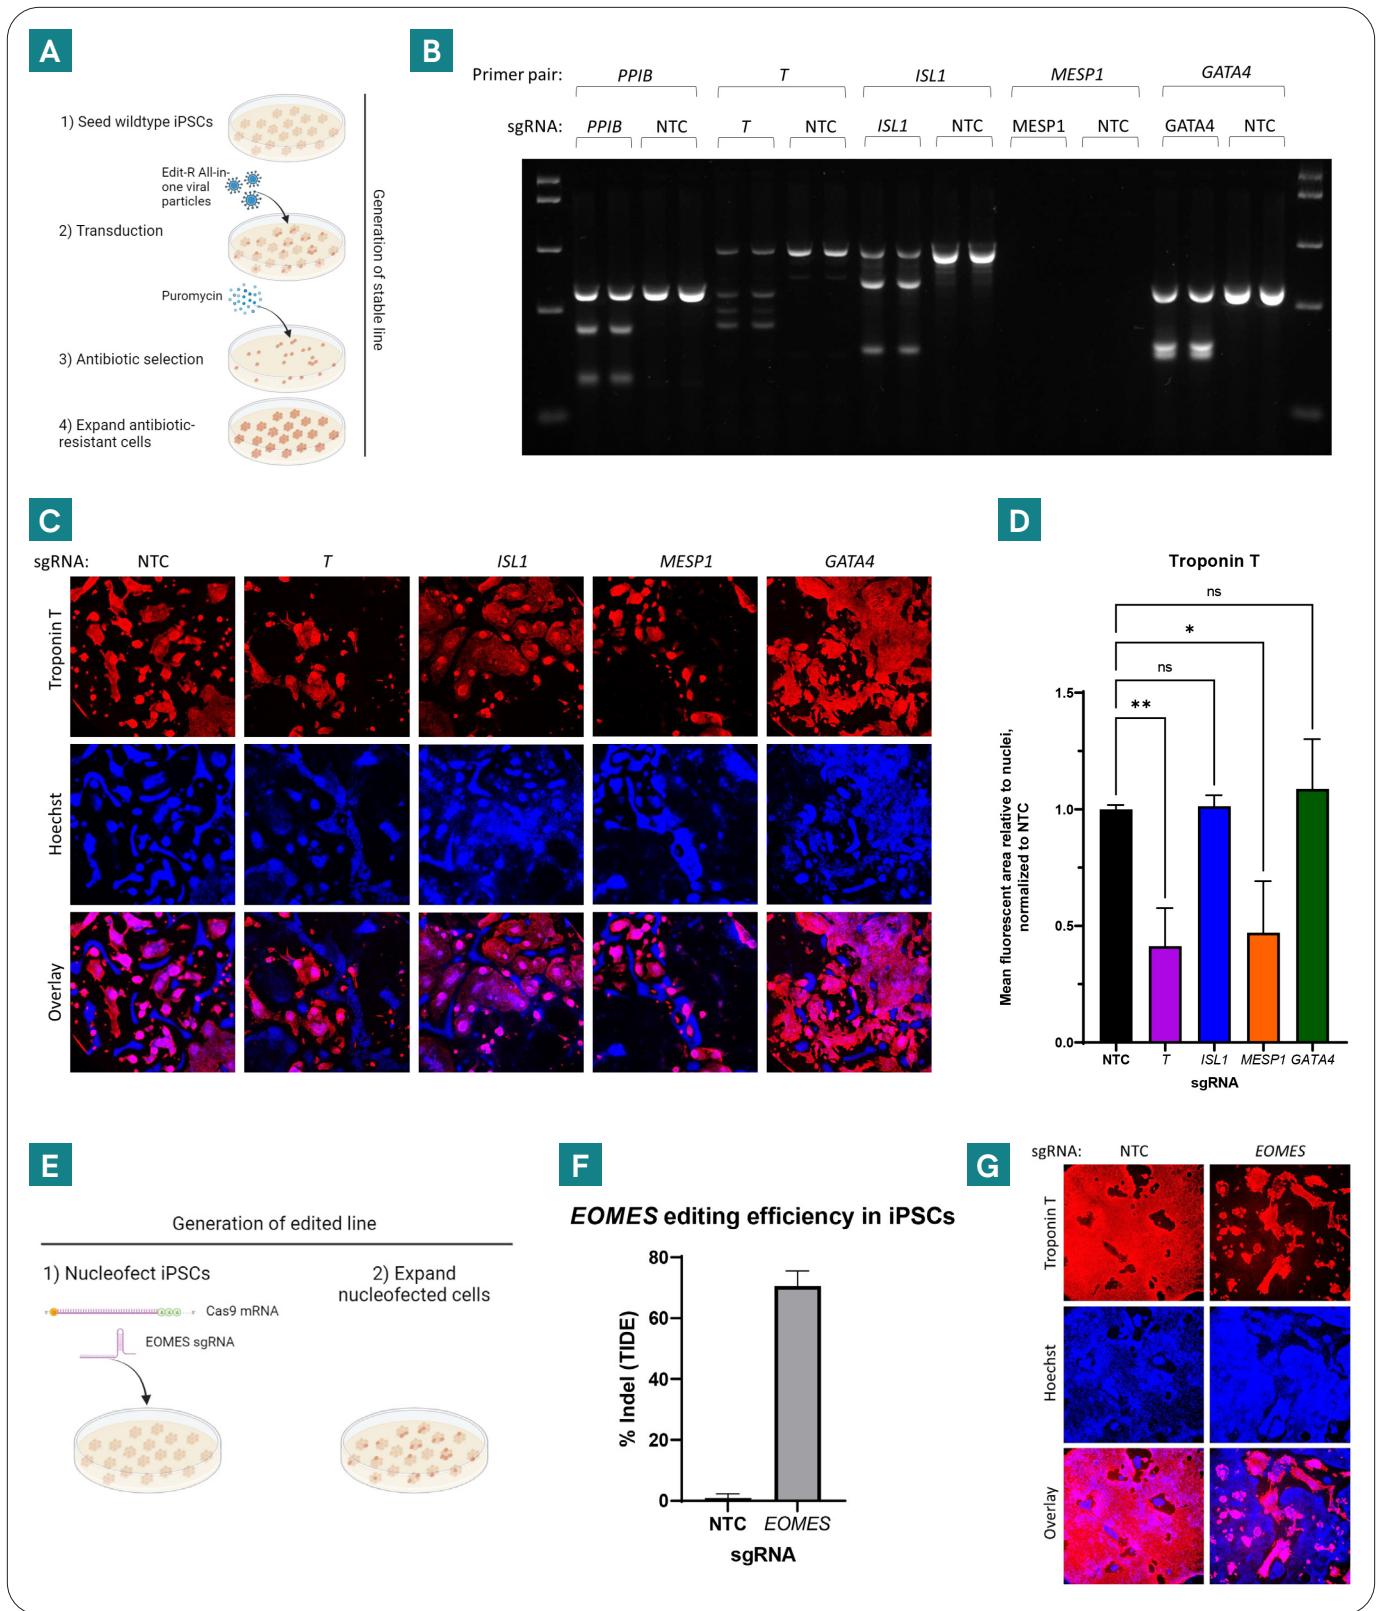 A
1) Seed wildtype iPSCs
Edit-R All-in-
one viral
particles
2) Transduction
Puromycin
3) Antibiotic selection
4) Expand antibiotic-
resistant cells
Generation of stable line
B
Primer pair: PPIB T ISL1 MESP1 GATA4
sgRNA: PPIB NTC T NTC ISL1 NTC MESP1 NTC GATA4 NTC
C
sgRNA: NTC T ISL1 MESP1 GATA4
Troponin T
Hoechst
Overlay
D
Troponin T
ns
*
ns
**
Mean fluorescent area relative to nuclei,
normalized to NTC
1.5
1.0
0.5
0.0
NTC T ISL1 MESP1 GATA4
sgRNA
E
Generation of edited line
1) Nucleofect iPSCs
Cas9 mRNA
EOMES sgRNA
2) Expand
nucleofected cells
F
EOMES editing efficiency in iPSCs
% Indel (TIDE)
80
60
40
20
0
NTC EOMES
sgRNA
G
sgRNA: NTC EOMES
Troponin T
Hoechst
Overlay